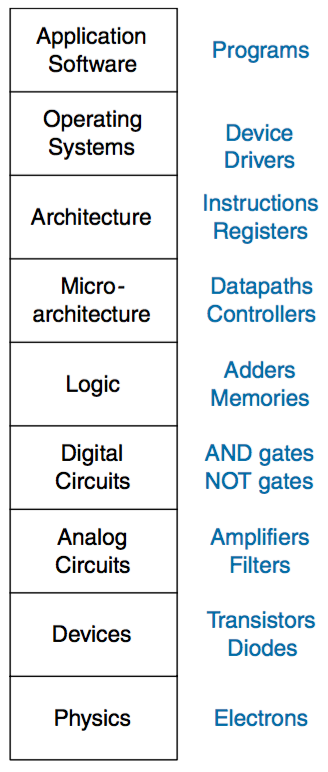 Application
Software
Programs
Operating
Systems
Device
Drivers
Architecture
Instructions
Registers
Micro-
architecture
Datapaths
Controllers
Logic
Adders
Memories
Digital
Circuits
AND gates
NOT gates
Analog
Circuits
Amplifiers
Filters
Devices
Transistors
Diodes
Physics
Electrons